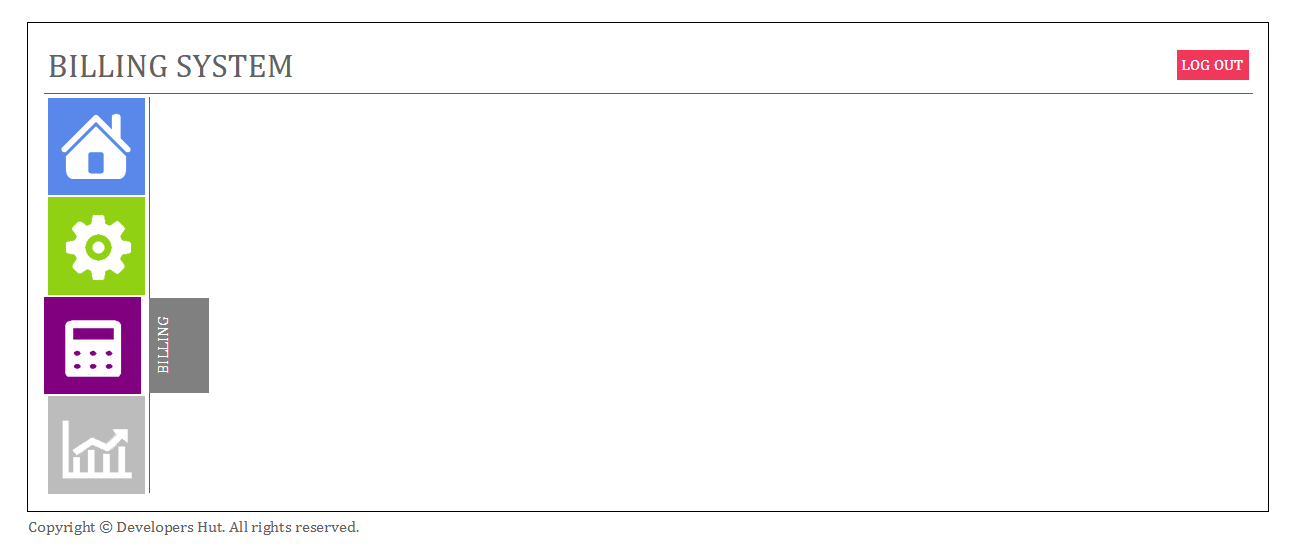 BILLING SYSTEM
LOG OUT
BILLING
Copyright © Developers Hut. All rights reserved.